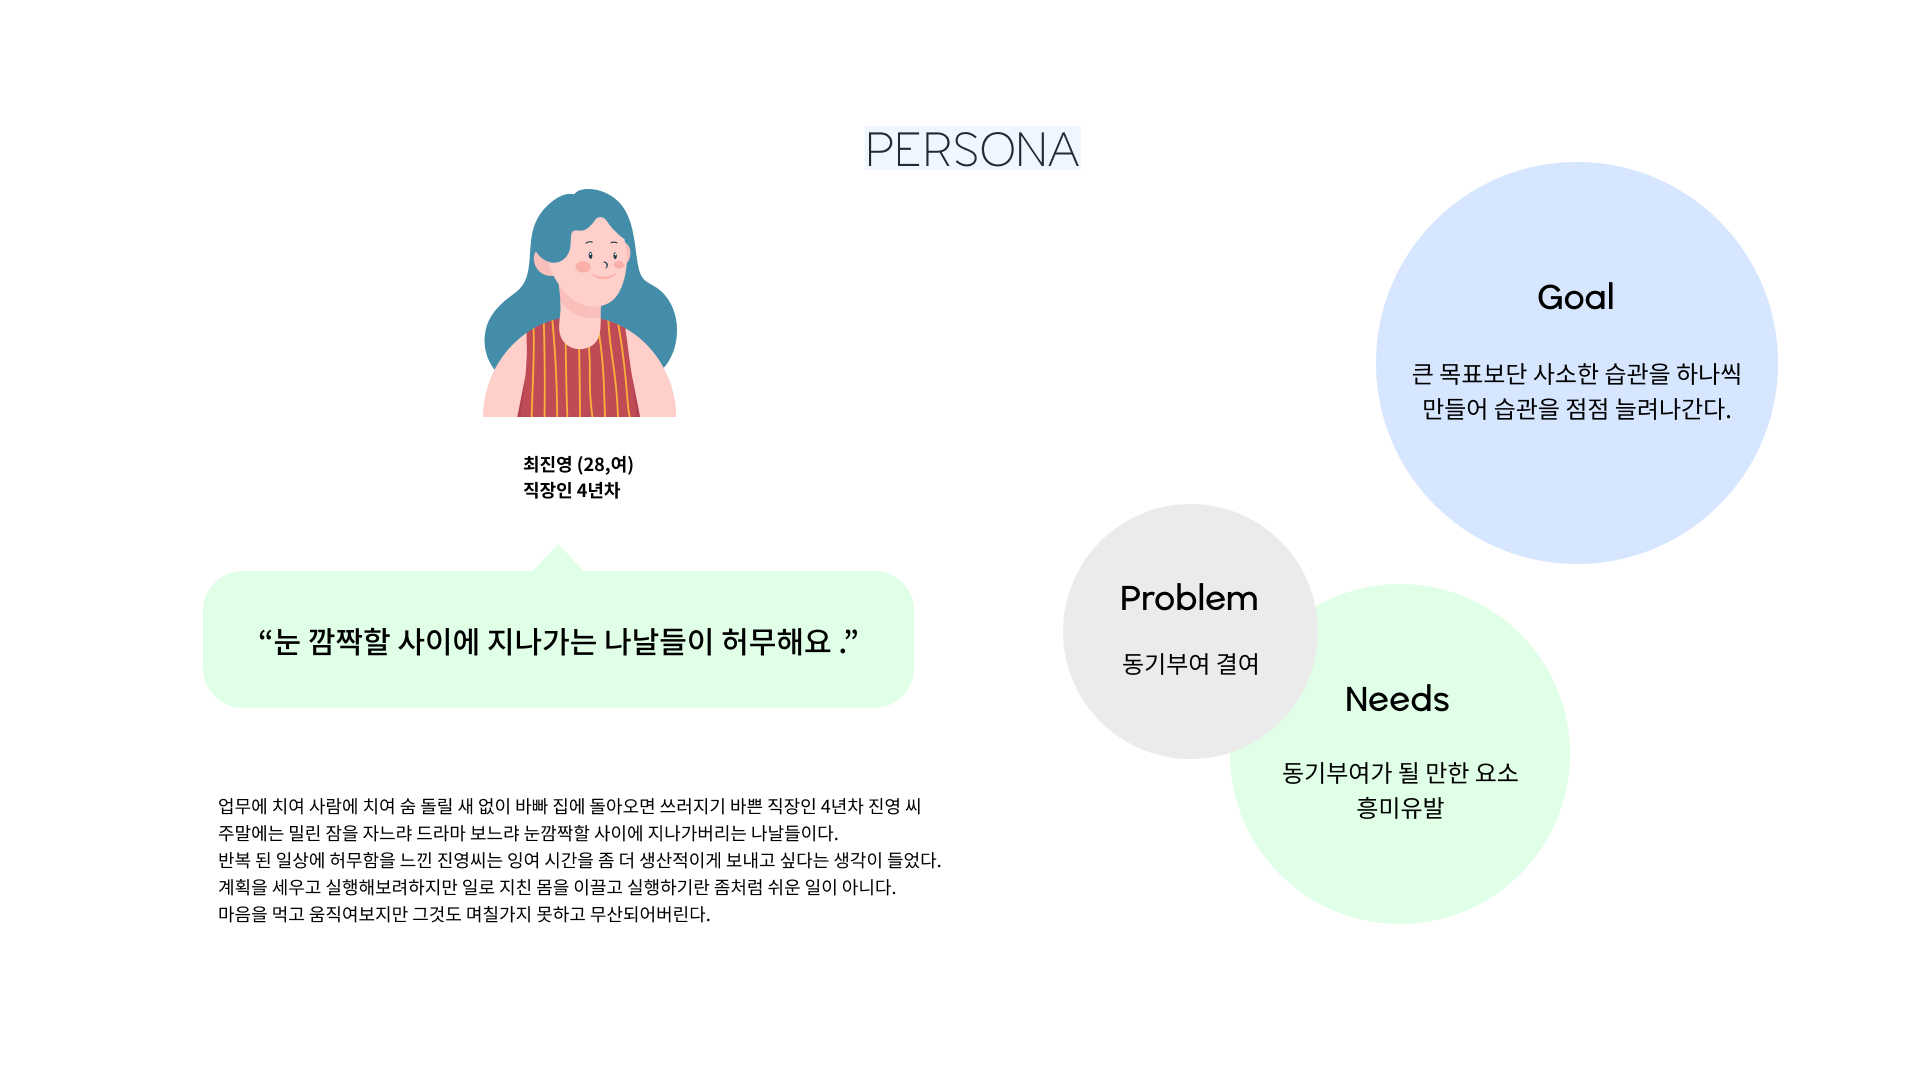 PERSONA
최진영 (28,여)
직장인 4년차
“눈 깜짝할 사이에 지나가는 나날들이 허무해요 .”
업무에 치여 사람에 치여 숨 돌릴 새 없이 바빠 집에 돌아오면 쓰러지기 바쁜 직장인 4년차 진영 씨
주말에는 밀린 잠을 자느랴 드라마 보느랴 눈깜짝할 사이에 지나가버리는 나날들이다.
반복 된 일상에 허무함을 느낀 진영씨는 잉여 시간을 좀 더 생산적이게 보내고 싶다는 생각이 들었다.
계획을 세우고 실행해보려하지만 일로 지친 몸을 이끌고 실행하기란 좀처럼 쉬운 일이 아니다.
마음을 먹고 움직여보지만 그것도 며칠가지 못하고 무산되어버린다.
Goal
큰 목표보단 사소한 습관을 하나씩
만들어 습관을 점점 늘려나간다.
Problem
동기부여 결여
Needs
동기부여가 될 만한 요소
흥미유발